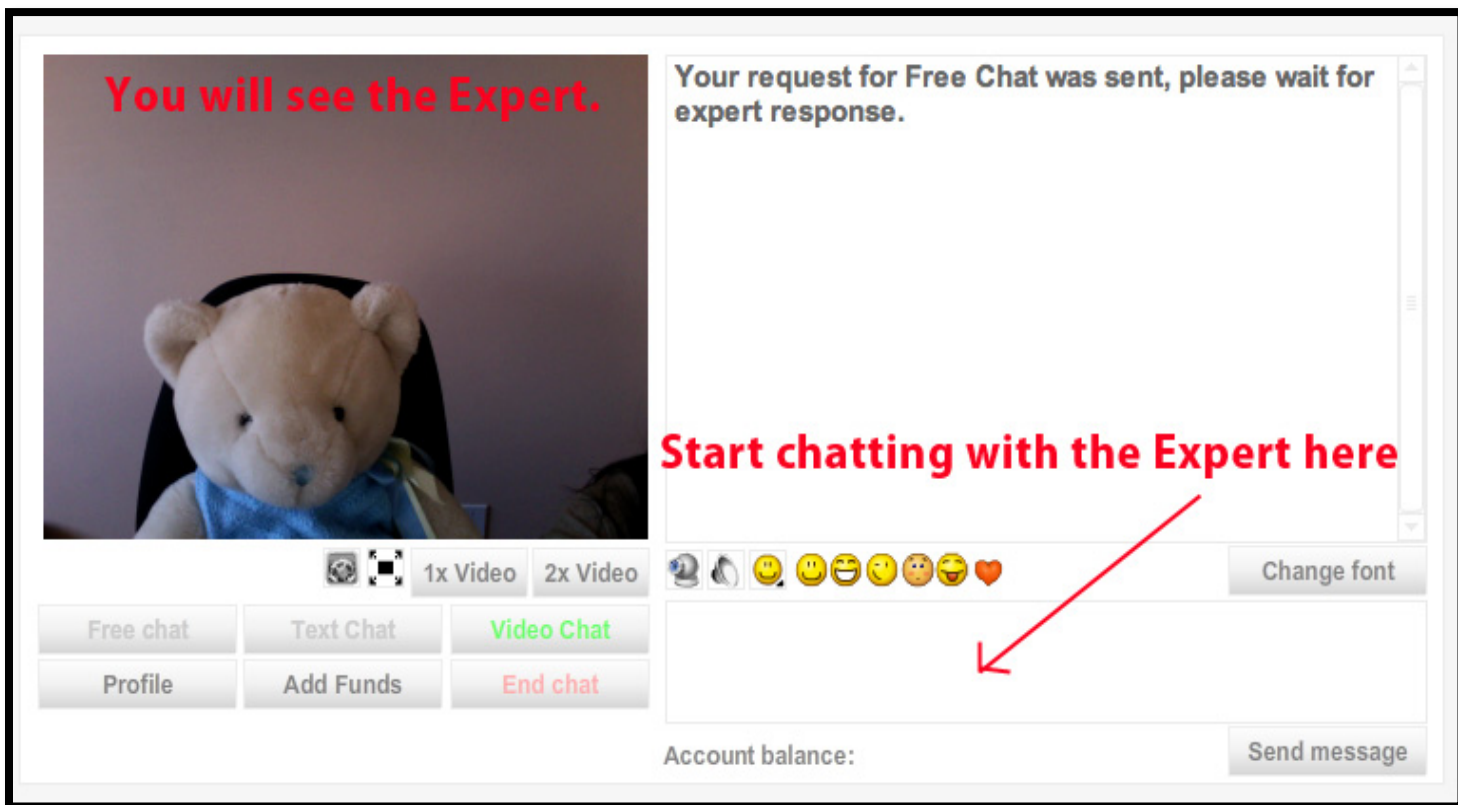 You will see the Expert.
Your request for Free Chat was sent, please wait for
expert response.
Start chatting with the Expert here
1x Video
2x Video
Change font
Free chat
Text Chat
Video Chat
Profile
Add Funds
End chat
Account balance:
Send message